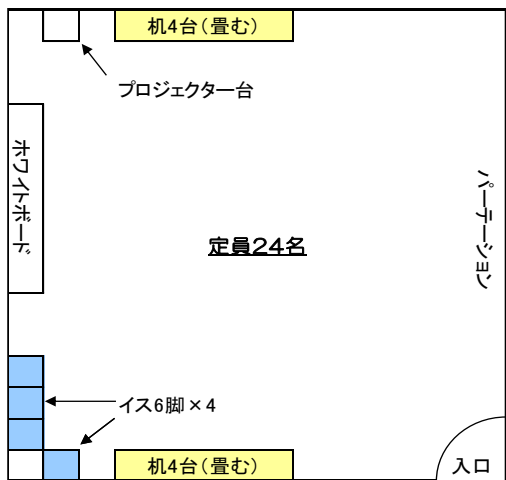 机4台（畳む）
プロジェクター台
ホワイトボード
パーテーション
定員24名
イス6脚×4
机4台（畳む）
入口